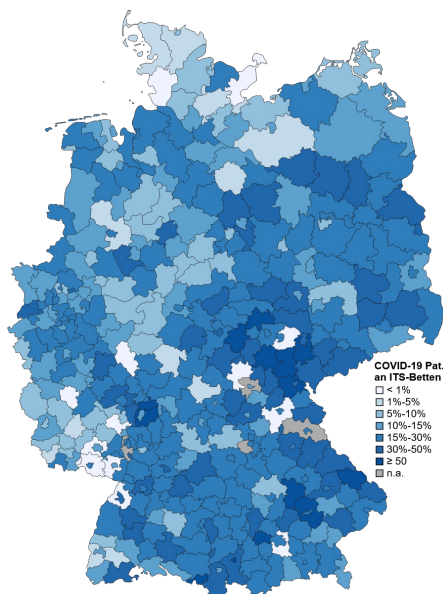 COVID-19 Pat.
an ITS-Betten
< 1%
1%-5%
5%-10%
10%-15%
15%-30%
30%-50%
≥ 50
n.a.